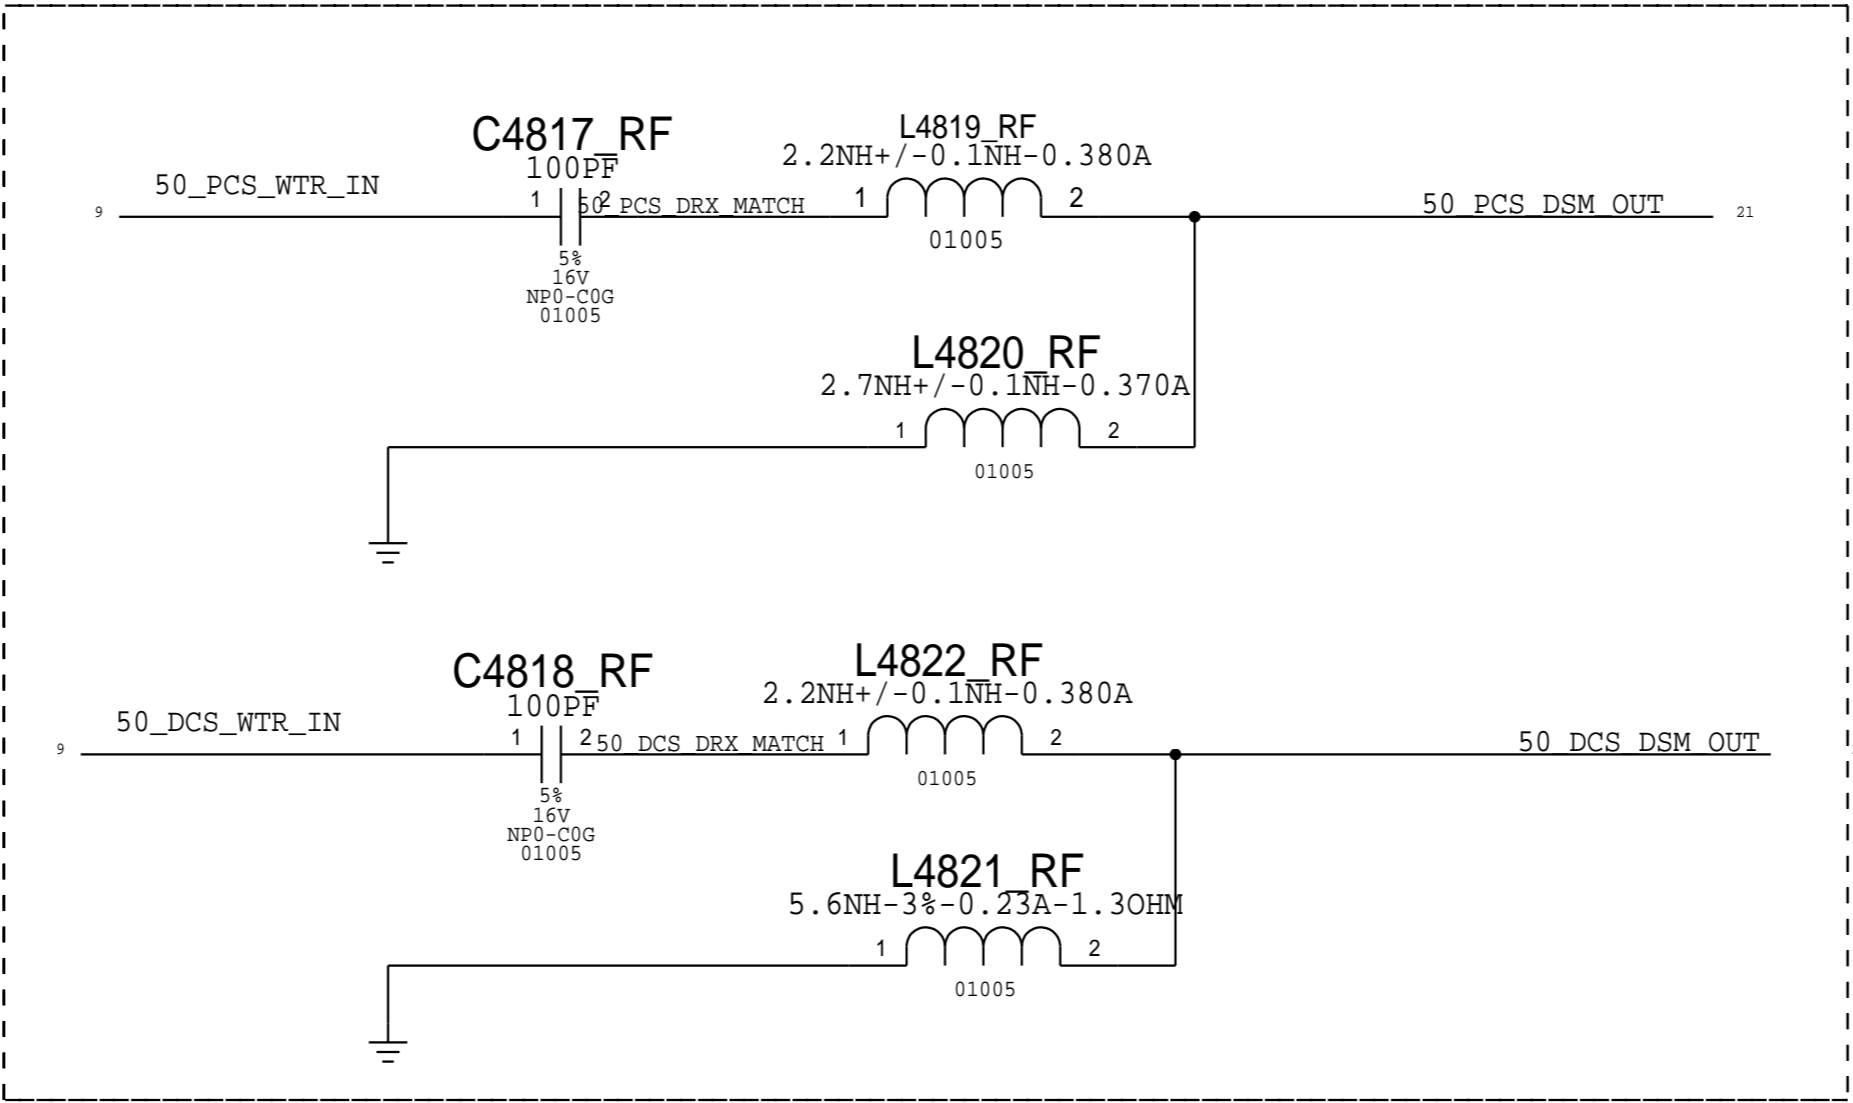 C4817_RF
100PF
L4819_RF
2.2NH+/-0.1NH-0.380A
50_PCS_WTR_IN
9
1
2
50_PCS_DRX_MATCH
1
2
50_PCS_DSM_OUT
21
01005
5%
16V
NP0-C0G
01005
L4820_RF
2.7NH+/-0.1NH-0.370A
1
2
01005
C4818_RF
100PF
L4822_RF
2.2NH+/-0.1NH-0.380A
50_DCS_WTR_IN
9
1
2
50_DCS_DRX_MATCH
1
2
50_DCS_DSM_OUT
01005
5%
16V
NP0-C0G
01005
L4821_RF
5.6NH-3%-0.23A-1.3OHM
1
2
01005